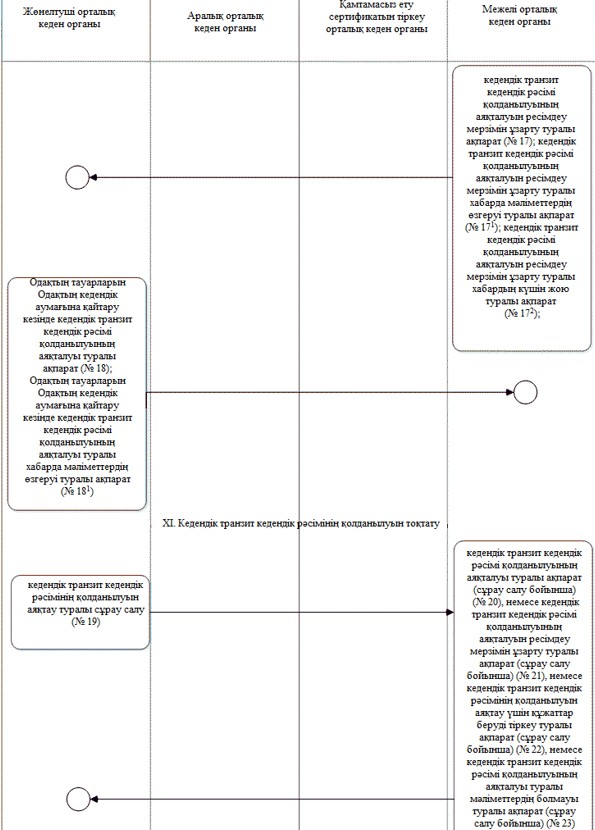 Жөнелтуші орталық
кеден органы
Аралық орталық
кеден органы
Қамтамасыз ету
сертификатын тіркеу
орталық кеден органы
Межелі орталық
кеден органы
кедендік транзит
кедендік рәсімі
қолданылуының
аяқталуын ресімдеу
мерзімін ұзарту туралы
ақпарат (№ 17); кедендік
транзит кедендік рәсімі
қолданылуының
аяқталуын ресімдеу
мерзімін ұзарту туралы
хабарда мәліметтердің
өзгеруі туралы ақпарат
(№ 17¹); кедендік транзит
кедендік рәсімі
қолданылуының
аяқталуын ресімдеу
мерзімін ұзарту туралы
хабардың күшін жою
туралы ақпарат
(№ 17²);
Одақтың тауарларын
Одақтың кедендік
аумағына қайтару
кезінде кедендік транзит
кедендік рәсімі
қолданылуының
аяқталуы туралы
ақпарат (№ 18);
Одақтың тауарларын
Одақтың кедендік
аумағына қайтару
кезінде кедендік транзит
кедендік рәсімі
қолданылуының
аяқталуы туралы
хабарда мәліметтердің
өзгеруі туралы ақпарат
(№ 18¹)
XI. Кедендік транзит кедендік рәсімінің қолданылуын тоқтату
кедендік транзит кедендік
рәсімінің қолданылуын
аяқтау туралы сұрау салу
(№ 19)
кедендік транзит кедендік
рәсімі қолданылуының
аяқталуы туралы ақпарат
(сұрау салу бойынша)
(№ 20), немесе кедендік
транзит кедендік рәсімі
қолданылуының
аяқталуын ресімдеу
мерзімін ұзарту туралы
ақпарат (сұрау салу
бойынша) (№ 21), немесе
кедендік транзит кедендік
рәсімінің қолданылуын
аяқтау үшін құжаттар
беруді тіркеу туралы
ақпарат (сұрау салу
бойынша) (№ 22), немесе
кедендік транзит кедендік
рәсімі қолданылуының
аяқталуы туралы
мәліметтердің болмауы
туралы ақпарат (сұрау
салу бойынша) (№ 23)